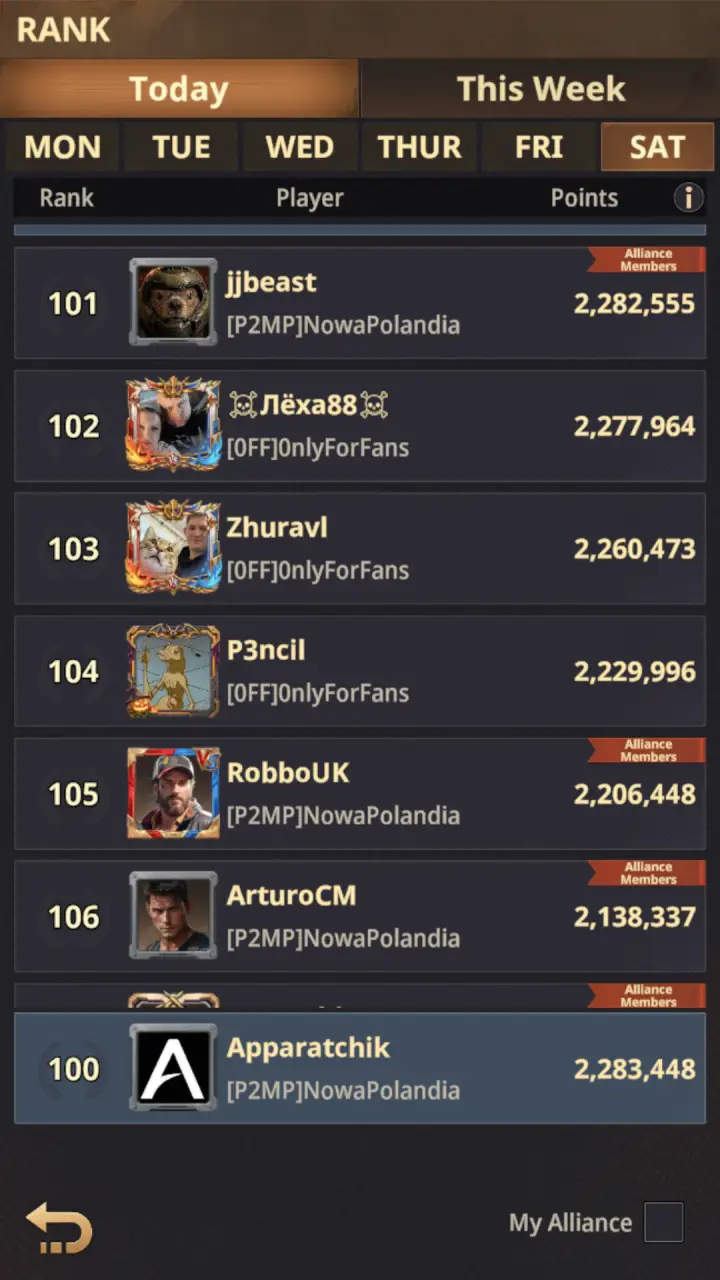 RANK
Today This Week
MON TUE WED THUR FRI SAT
Rank Player Points i
Alliance
Members
101 jjbeast 2,282,555
[P2MP]NowaPolandia
102 ☠Лёха88☠ 2,277,964
[0FF]0nlyForFans
103 Zhuravl 2,260,473
[0FF]0nlyForFans
104 P3ncil 2,229,996
[0FF]0nlyForFans
Alliance
Members
105 RobboUK 2,206,448
[P2MP]NowaPolandia
Alliance
Members
106 ArturoCM 2,138,337
[P2MP]NowaPolandia
Alliance
Members
100 Apparatchik 2,283,448
[P2MP]NowaPolandia
My Alliance